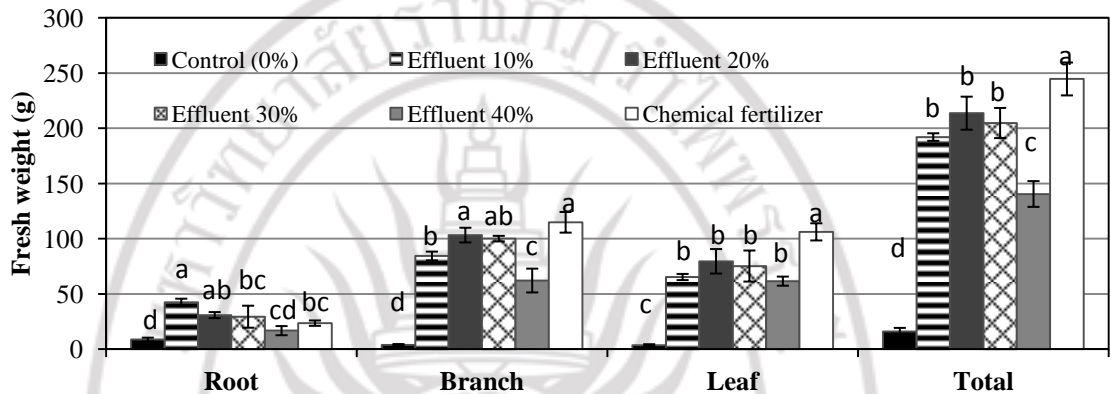 300
250
200
150
100
50
0
Fresh weight (g)
Control (0%) Effluent 10% Effluent 20%
Effluent 30% Effluent 40% Chemical fertilizer
d a ab bc cd bc
d b a ab c a
c b b b b a
d b b b c a
Root Branch Leaf Total